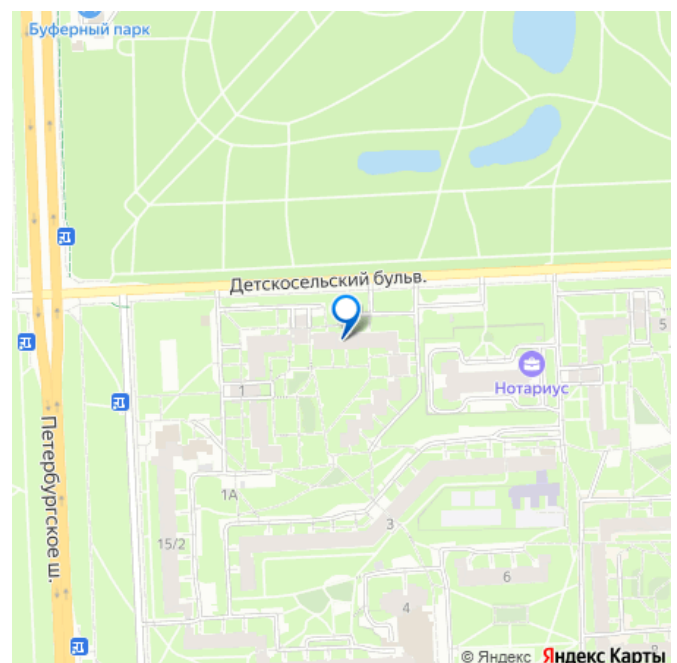 Буферный парк
Детскосельский бульв.
5
1
Нотариус
Петербургское ш.
1А
3
15/2
6
4
© Яндекс Яндекс Карты